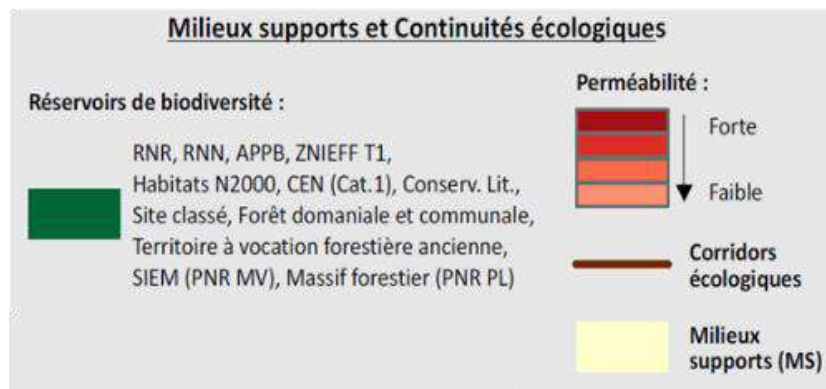 Milieux supports et Continuités écologiques
Réservoirs de biodiversité :
RNR, RNN, APPB, ZNIEFF T1,
Habitats N2000, CEN (Cat.1), Conserv. Lit.,
Site classé, Forêt domaniale et communale,
Territoire à vocation forestière ancienne,
SIEM (PNR MV), Massif forestier (PNR PL)
Perméabilité :
Forte
Faible
Corridors
écologiques
Milieux
supports (MS)